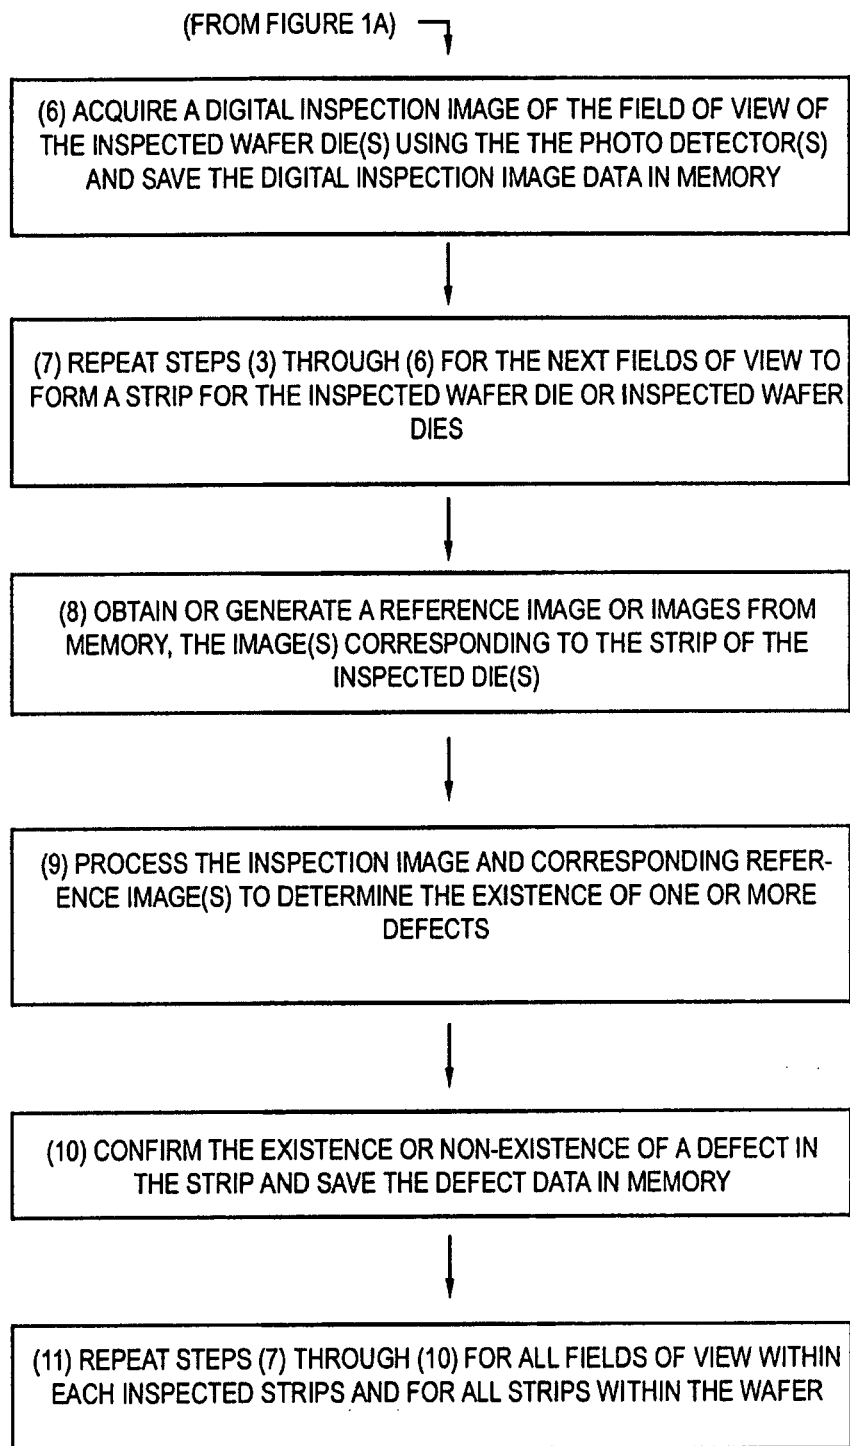 (FROM FIGURE 1A)
(6) ACQUIRE A DIGITAL INSPECTION IMAGE OF THE FIELD OF VIEW OF
THE INSPECTED WAFER DIE(S) USING THE THE PHOTO DETECTOR(S)
AND SAVE THE DIGITAL INSPECTION IMAGE DATA IN MEMORY
(7) REPEAT STEPS (3) THROUGH (6) FOR THE NEXT FIELDS OF VIEW TO
FORM A STRIP FOR THE INSPECTED WAFER DIE OR INSPECTED WAFER
DIES
(8) OBTAIN OR GENERATE A REFERENCE IMAGE OR IMAGES FROM
MEMORY, THE IMAGE(S) CORRESPONDING TO THE STRIP OF THE
INSPECTED DIE(S)
(9) PROCESS THE INSPECTION IMAGE AND CORRESPONDING REFER-
ENCE IMAGE(S) TO DETERMINE THE EXISTENCE OF ONE OR MORE
DEFECTS
(10) CONFIRM THE EXISTENCE OR NON-EXISTENCE OF A DEFECT IN
THE STRIP AND SAVE THE DEFECT DATA IN MEMORY
(11) REPEAT STEPS (7) THROUGH (10) FOR ALL FIELDS OF VIEW WITHIN
EACH INSPECTED STRIPS AND FOR ALL STRIPS WITHIN THE WAFER